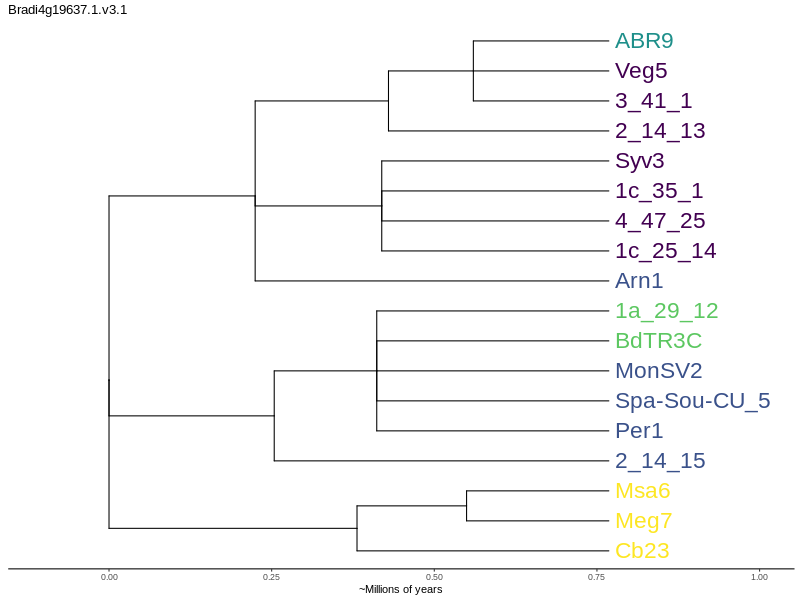 Bradi4g19637.1.v3.1
ABR9
Veg5
3_41_1
2_14_13
Syv3
1c_35_1
4_47_25
1c_25_14
Arn1
1a_29_12
BdTR3C
MonSV2
Spa-Sou-CU_5
Per1
2_14_15
Msa6
Meg7
Cb23
0.00 0.25 0.50 0.75 1.00
~Millions of years